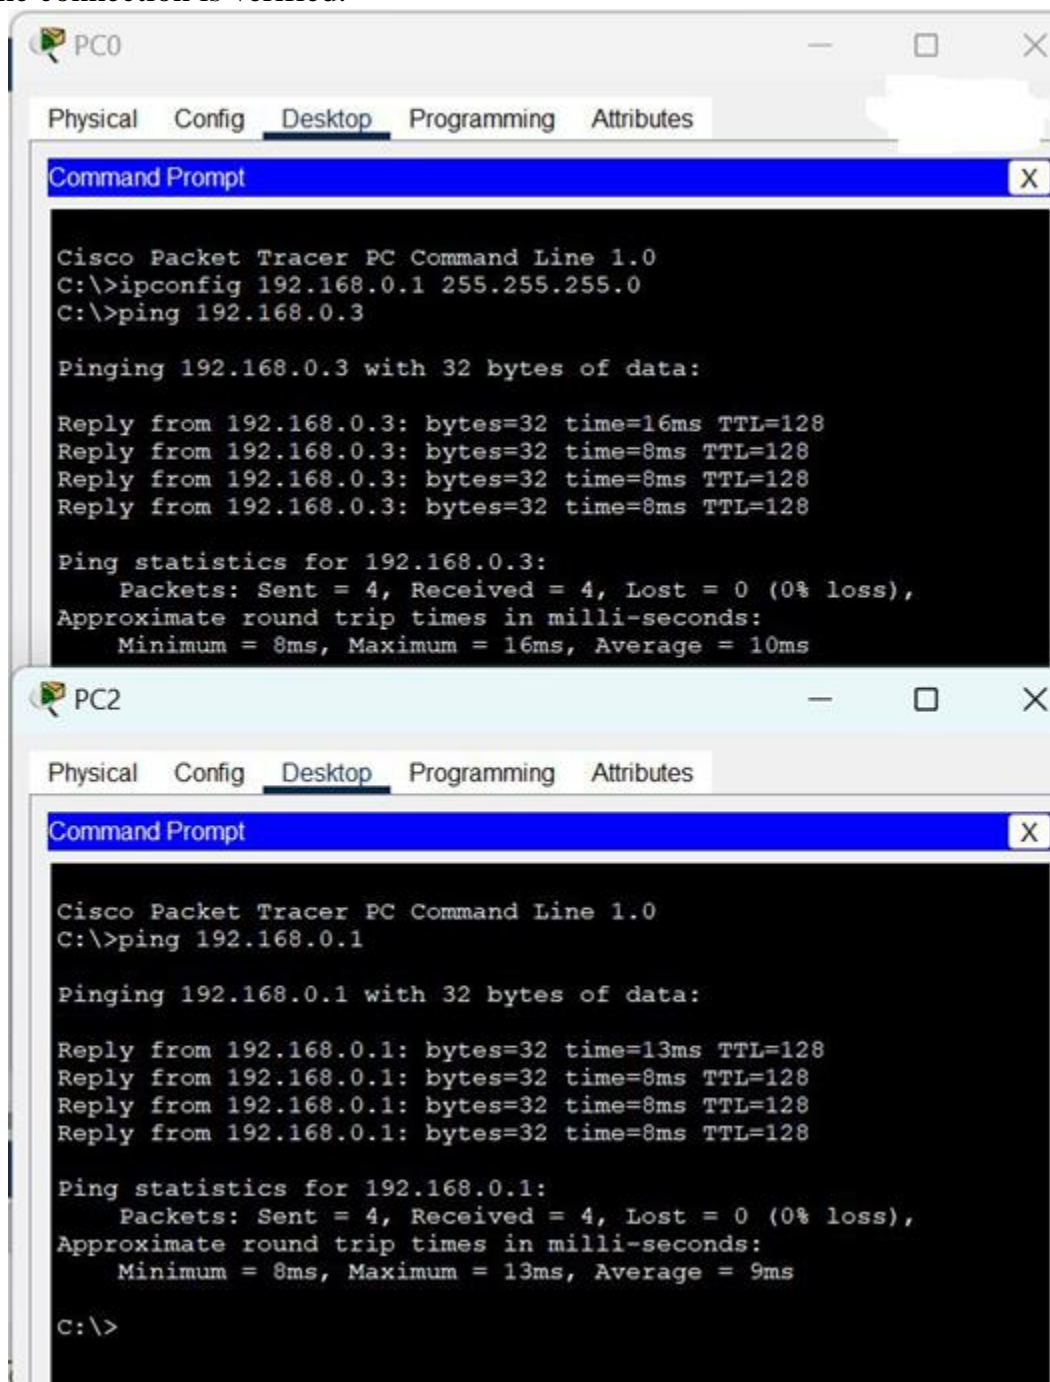 the connection is verified.
PC0
Physical Config Desktop Programming Attributes
Command Prompt X
Cisco Packet Tracer PC Command Line 1.0
C:\>ipconfig 192.168.0.1 255.255.255.0
C:\>ping 192.168.0.3
Pinging 192.168.0.3 with 32 bytes of data:
Reply from 192.168.0.3: bytes=32 time=16ms TTL=128
Reply from 192.168.0.3: bytes=32 time=8ms TTL=128
Reply from 192.168.0.3: bytes=32 time=8ms TTL=128
Reply from 192.168.0.3: bytes=32 time=8ms TTL=128
Ping statistics for 192.168.0.3:
Packets: Sent = 4, Received = 4, Lost = 0 (0% loss),
Approximate round trip times in milli-seconds:
Minimum = 8ms, Maximum = 16ms, Average = 10ms
PC2
Physical Config Desktop Programming Attributes
Command Prompt X
Cisco Packet Tracer PC Command Line 1.0
C:\>ping 192.168.0.1
Pinging 192.168.0.1 with 32 bytes of data:
Reply from 192.168.0.1: bytes=32 time=13ms TTL=128
Reply from 192.168.0.1: bytes=32 time=8ms TTL=128
Reply from 192.168.0.1: bytes=32 time=8ms TTL=128
Reply from 192.168.0.1: bytes=32 time=8ms TTL=128
Ping statistics for 192.168.0.1:
Packets: Sent = 4, Received = 4, Lost = 0 (0% loss),
Approximate round trip times in milli-seconds:
Minimum = 8ms, Maximum = 13ms, Average = 9ms
C:\>